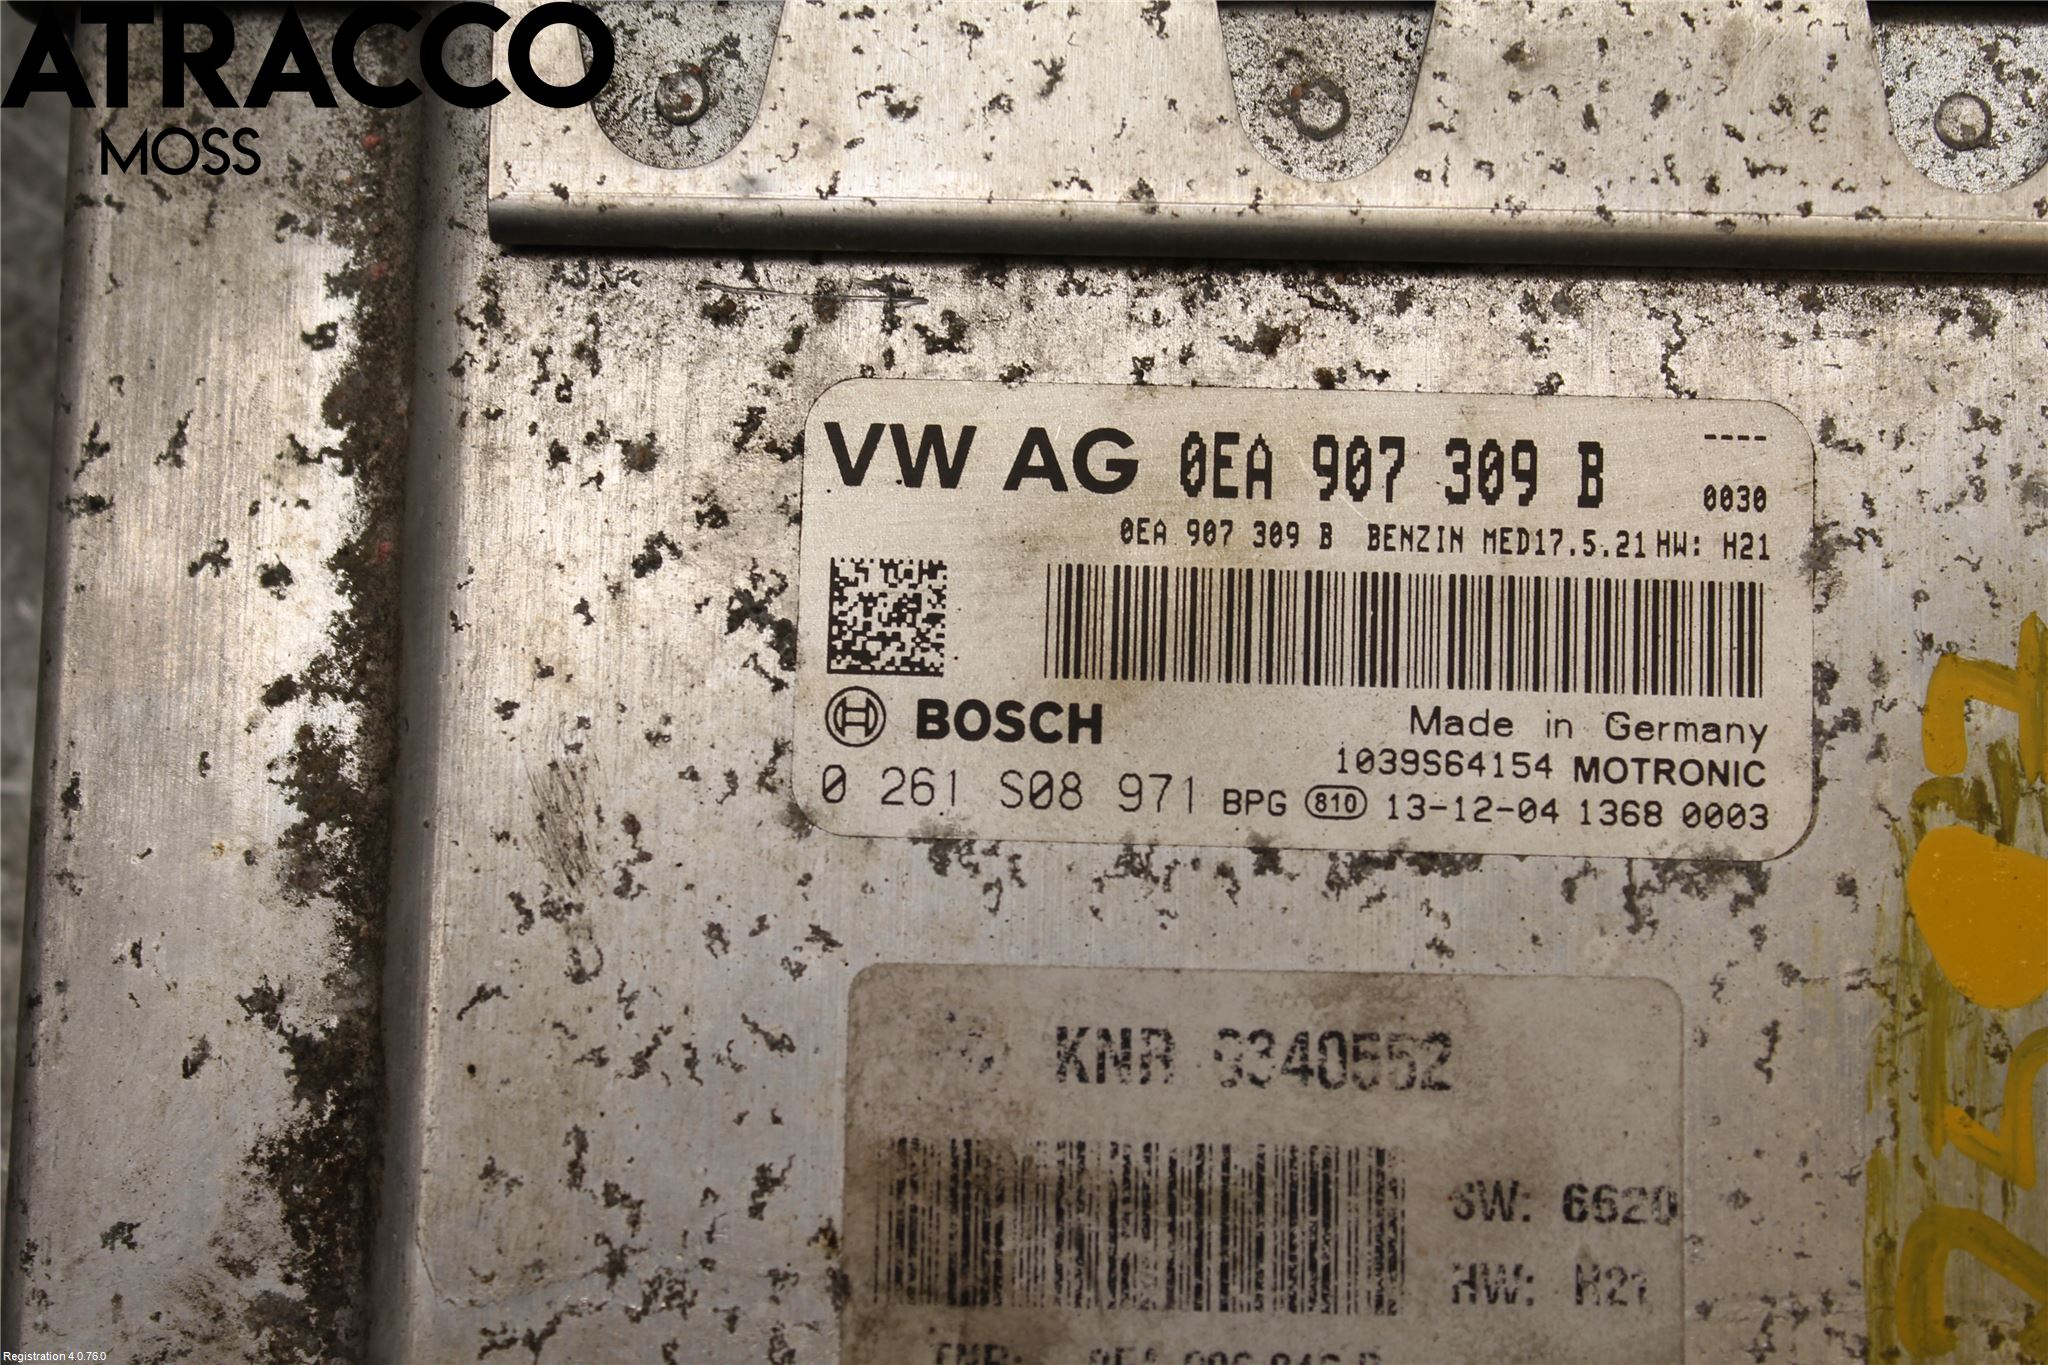 ATRACCO
MOSS
VW AG 0EA 907 309 B ----
0030
0EA 907 309 B BENZIN MED17.5.21 HW: H21
BOSCH
Made in Germany
1039S64154 MOTRONIC
0 261 S08 971 BPG 810 13-12-04 1368 0003
KNR 3340552
SW: 6620
HW: H21
Registration 4.0.76.0